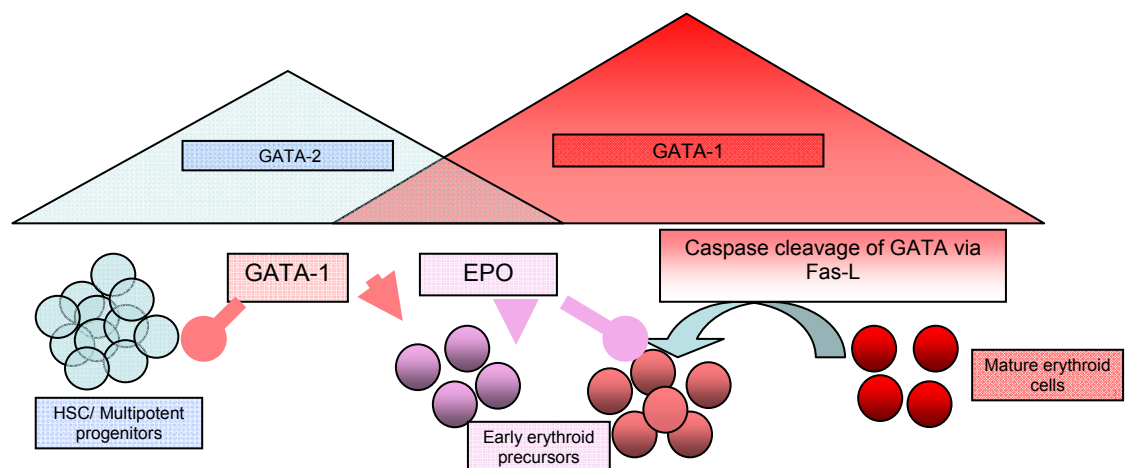 GATA-2
GATA-1
GATA-1
EPO
Caspase cleavage of GATA via
Fas-L
HSC/ Multipotent
progenitors
Early erythroid
precursors
Mature erythroid
cells